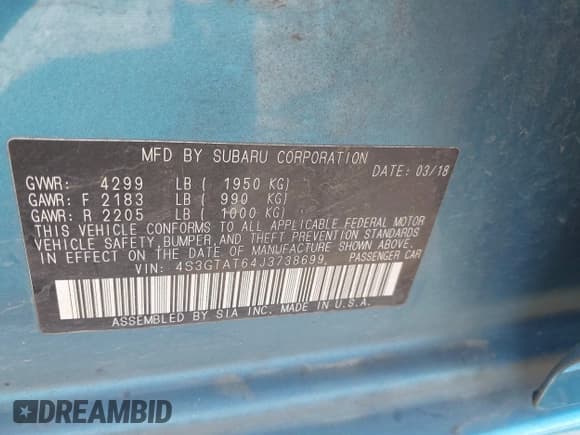 MFD BY SUBARU CORPORATION
DATE: 03/18
GVWR: 4299 LB ( 1950 KG)
GAWR: F 2183 LB ( 990 KG)
GAWR: R 2205 LB ( 1000 KG)
THIS VEHICLE CONFORMS TO ALL APPLICABLE FEDERAL MOTOR
VEHICLE SAFETY, BUMPER, AND THEFT PREVENTION STANDARDS
IN EFFECT ON THE DATE OF MANUFACTURE SHOWN ABOVE.
VIN: 4S3GTAT64J3738699, PASSENGER CAR
ASSEMBLED BY SIA INC. MADE IN U.S.A.
DREAMBID